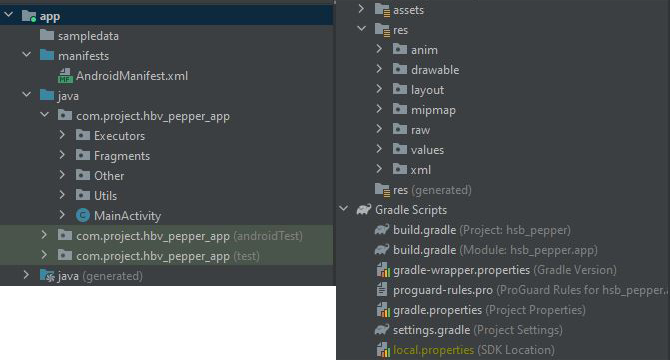 app
sampledata
manifests
AndroidManifest.xml
java
com.project.hbv_pepper_app
Executors
Fragments
Other
Utils
MainActivity
com.project.hbv_pepper_app (androidTest)
com.project.hbv_pepper_app (test)
java (generated)
assets
res
anim
drawable
layout
mipmap
raw
values
xml
res (generated)
Gradle Scripts
build.gradle (Project: hsb_pepper)
build.gradle (Module: hsb_pepper.app)
gradle-wrapper.properties (Gradle Version)
proguard-rules.pro (ProGuard Rules for hsb_pepper.
gradle.properties (Project Properties)
settings.gradle (Project Settings)
local.properties (SDK Location)